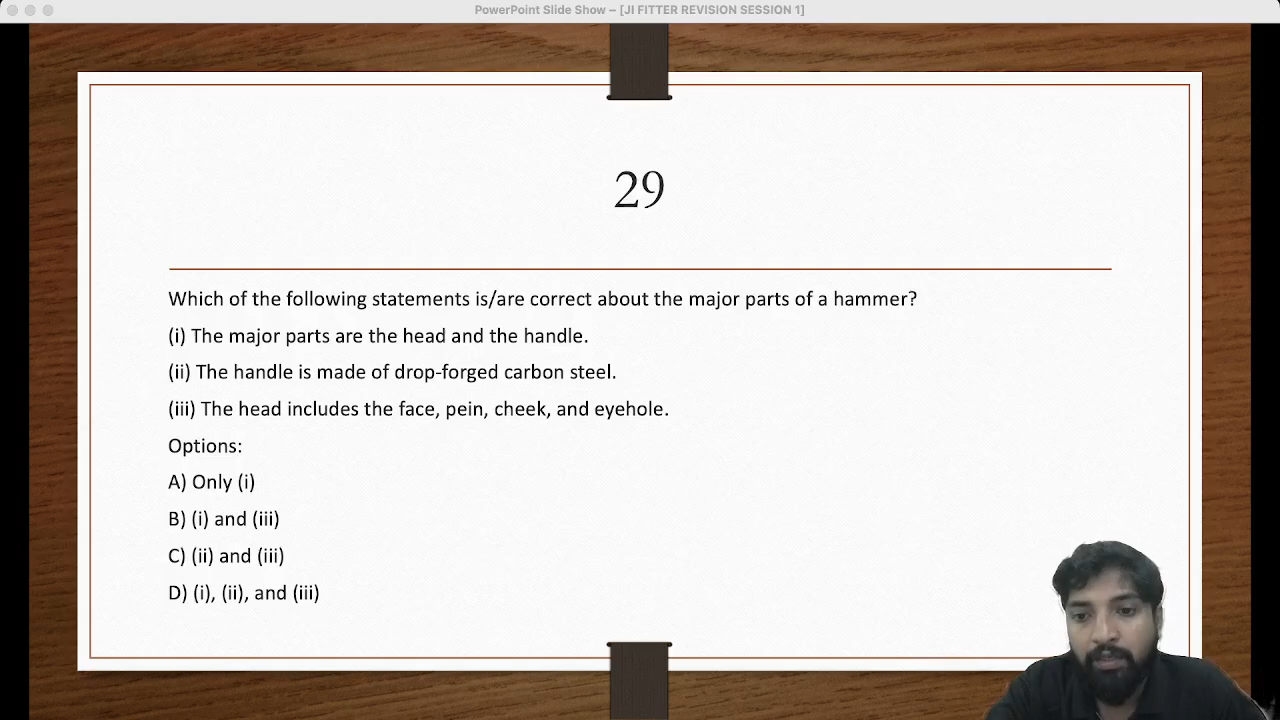 PowerPoint Slide Show – [JI FITTER REVISION SESSION 1]
29
Which of the following statements is/are correct about the major parts of a hammer?
(i) The major parts are the head and the handle.
(ii) The handle is made of drop-forged carbon steel.
(iii) The head includes the face, pein, cheek, and eyehole.
Options:
A) Only (i)
B) (i) and (iii)
C) (ii) and (iii)
D) (i), (ii), and (iii)